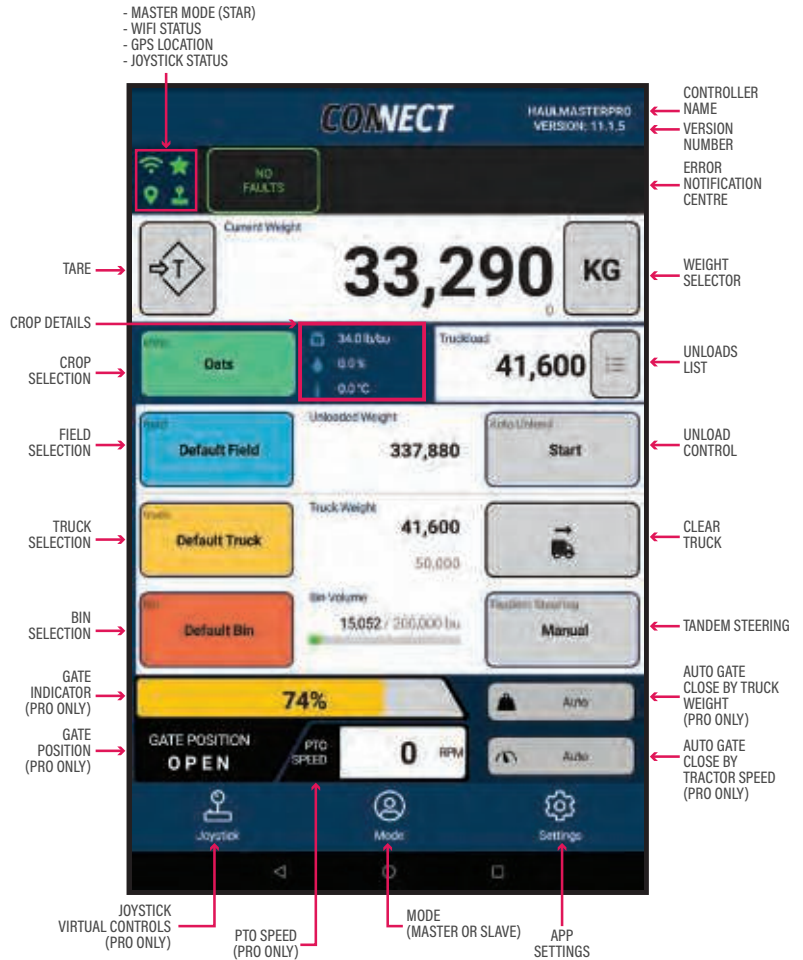 - MASTER MODE (STAR)
- WIFI STATUS
- GPS LOCATION
- JOYSTICK STATUS
CONNECT
HAULMASTERPRO
VERSION: 11.1.5
CONTROLLER
NAME
VERSION
NUMBER
NO
FAULTS
ERROR
NOTIFICATION
CENTRE
TARE
T
Current Weight
33,290
0
KG
WEIGHT
SELECTOR
CROP DETAILS
CROP
SELECTION
Oats
34.0 lb/bu
0.0 %
0.0 °C
Truckload
41,600
UNLOADS
LIST
FIELD
SELECTION
Field
Default Field
Unloaded Weight
337,880
Auto Unload
Start
UNLOAD
CONTROL
TRUCK
SELECTION
Truck
Default Truck
Truck Weight
41,600
50,000
CLEAR
TRUCK
BIN
SELECTION
Bin
Default Bin
Bin Volume
15,052 / 200,000 bu
Tandem Steering
Manual
TANDEM STEERING
GATE
INDICATOR
(PRO ONLY)
74%
Auto
AUTO GATE
CLOSE BY TRUCK
WEIGHT
(PRO ONLY)
GATE
POSITION
(PRO ONLY)
GATE POSITION
OPEN
PTO
SPEED
0 RPM
Auto
AUTO GATE
CLOSE BY
TRACTOR SPEED
(PRO ONLY)
Joystick
Mode
Settings
JOYSTICK
VIRTUAL CONTROLS
(PRO ONLY)
PTO SPEED
(PRO ONLY)
MODE
(MASTER OR SLAVE)
APP
SETTINGS